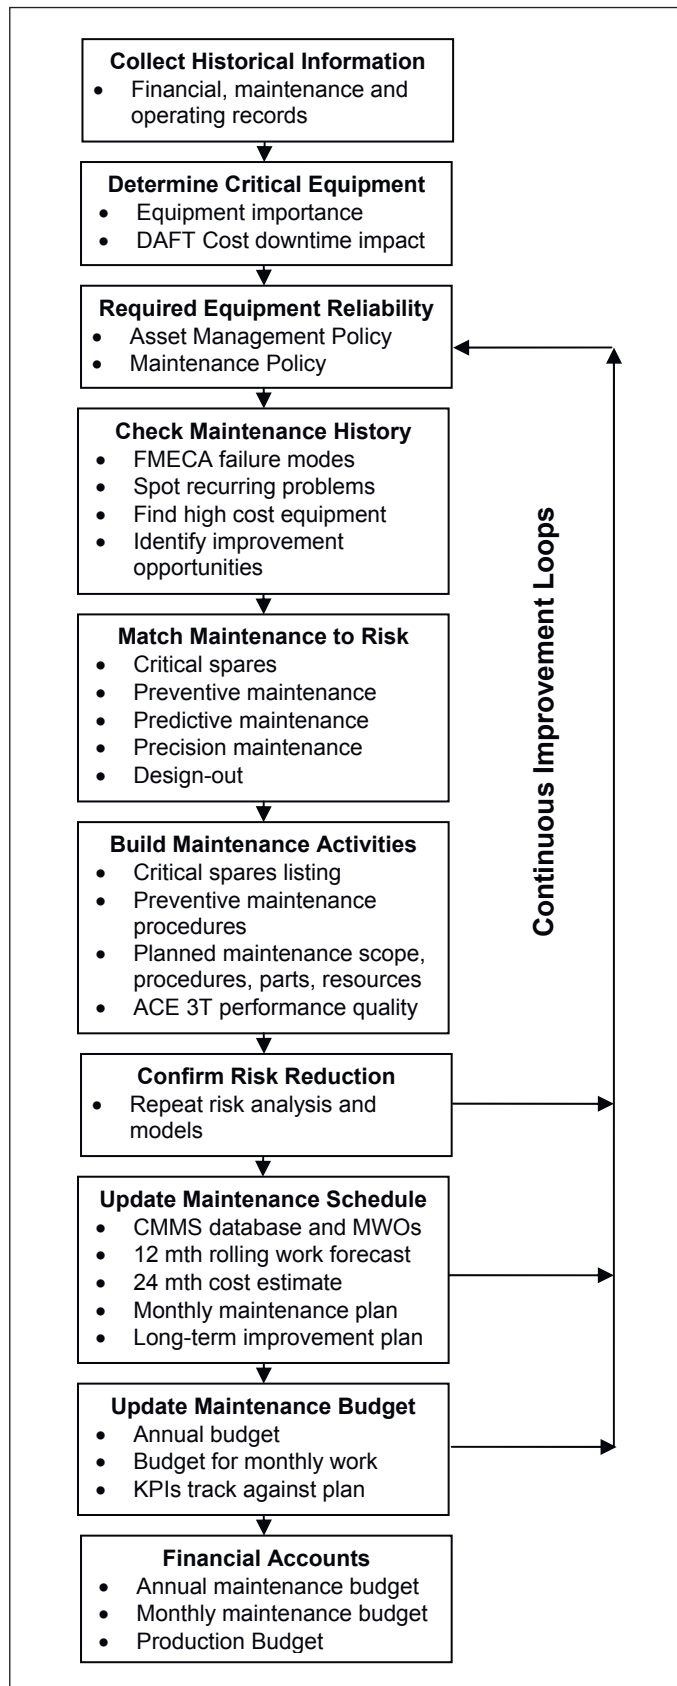 Collect Historical Information
• Financial, maintenance and
operating records
Determine Critical Equipment
• Equipment importance
• DAFT Cost downtime impact
Required Equipment Reliability
• Asset Management Policy
• Maintenance Policy
Check Maintenance History
• FMECA failure modes
• Spot recurring problems
• Find high cost equipment
• Identify improvement
opportunities
Match Maintenance to Risk
• Critical spares
• Preventive maintenance
• Predictive maintenance
• Precision maintenance
• Design-out
Build Maintenance Activities
• Critical spares listing
• Preventive maintenance
procedures
• Planned maintenance scope,
procedures, parts, resources
• ACE 3T performance quality
Confirm Risk Reduction
• Repeat risk analysis and
models
Update Maintenance Schedule
• CMMS database and MWOs
• 12 mth rolling work forecast
• 24 mth cost estimate
• Monthly maintenance plan
• Long-term improvement plan
Update Maintenance Budget
• Annual budget
• Budget for monthly work
• KPIs track against plan
Financial Accounts
• Annual maintenance budget
• Monthly maintenance budget
• Production Budget
Continuous Improvement Loops